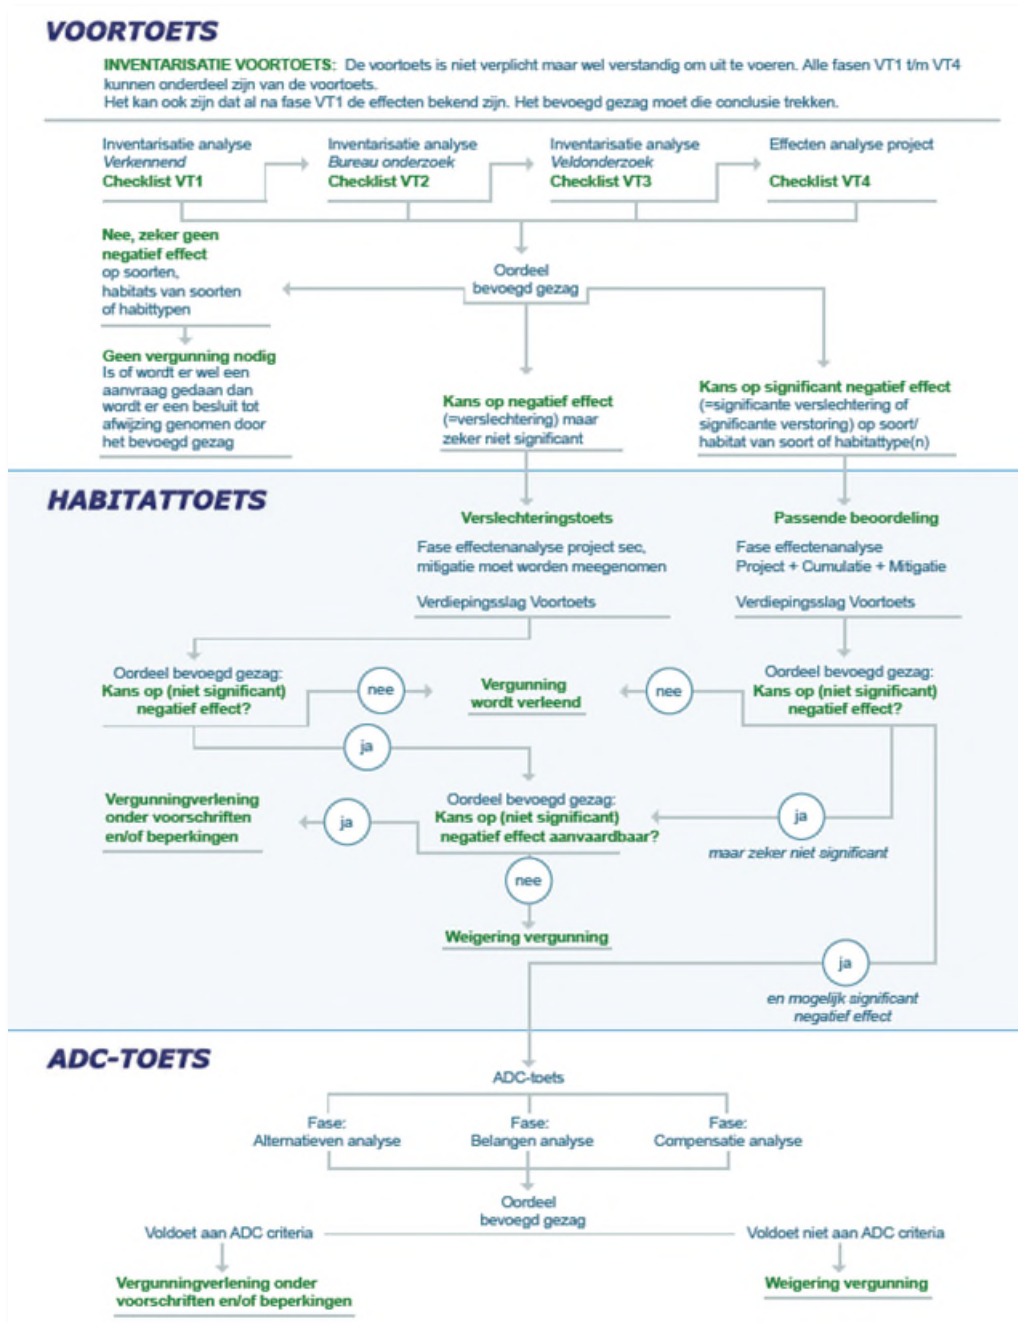 VOORTOETS
INVENTARISATIE VOORTOETS: De voortoets is niet verplicht maar wel verstandig om uit te voeren. Alle fasen VT1 t/m VT4
kunnen onderdeel zijn van de voortoets.
Het kan ook zijn dat al na fase VT1 de effecten bekend zijn. Het bevoegd gezag moet die conclusie trekken.
Inventarisatie analyse
Verkennend
Checklist VT1
Inventarisatie analyse
Bureau onderzoek
Checklist VT2
Inventarisatie analyse
Veldonderzoek
Checklist VT3
Effecten analyse project
Checklist VT4
Nee, zeker geen
negatief effect
op soorten,
habitats van soorten
of habittypen
Oordeel
bevoegd gezag
Geen vergunning nodig
Is of wordt er wel een
aanvraag gedaan dan
wordt er een besluit tot
afwijzing genomen door
het bevoegd gezag
Kans op negatief effect
(=verslechtering) maar
zeker niet significant
Kans op significant negatief effect
(=significante verslechtering of
significante verstoring) op soort/
habitat van soort of habitattype(n)
HABITATTOETS
Verslechteringstoets
Fase effectenanalyse project sec,
mitigatie moet worden meegenomen
Verdiepingsslag Voortoets
Passende beoordeling
Fase effectenanalyse
Project + Cumulatie + Mitigatie
Verdiepingsslag Voortoets
Oordeel bevoegd gezag:
Kans op (niet significant)
negatief effect?
nee
Vergunning
wordt verleend
nee
Oordeel bevoegd gezag:
Kans op (niet significant)
negatief effect?
ja
Vergunningverlening
onder voorschriften
en/of beperkingen
ja
Oordeel bevoegd gezag:
Kans op (niet significant)
negatief effect aanvaardbaar?
ja
maar zeker niet significant
nee
Weigering vergunning
ja
en mogelijk significant
negatief effect
ADC-TOETS
ADC-toets
Fase:
Alternatieven analyse
Fase:
Belangen analyse
Fase:
Compensatie analyse
Oordeel
bevoegd gezag
Voldoet aan ADC criteria
Voldoet niet aan ADC criteria
Vergunningverlening onder
voorschriften en/of beperkingen
Weigering vergunning